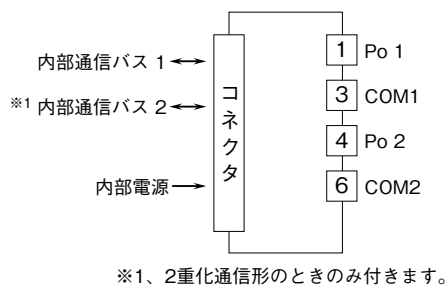 内部通信バス 1
※1 内部通信バス 2
内部電源
コネクタ
1 Po 1
3 COM1
4 Po 2
6 COM2
※1、2重化通信形のときのみ付きます。